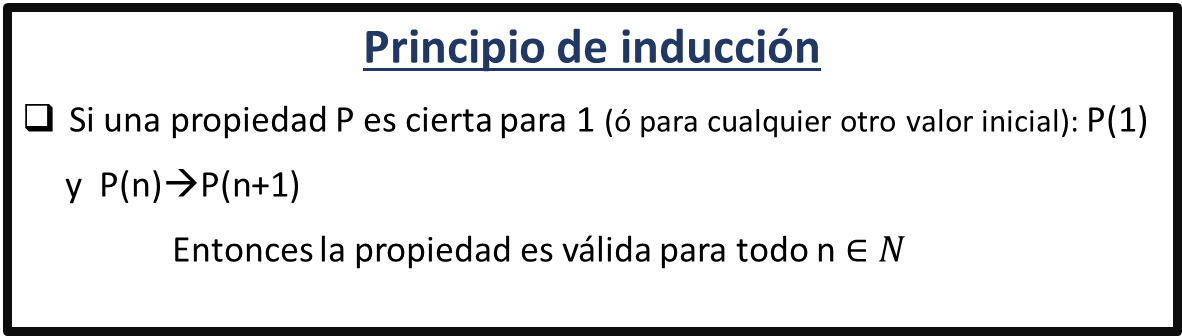 Principio de inducción
❑ Si una propiedad P es cierta para 1 (ó para cualquier otro valor inicial): P(1)
y P(n)→P(n+1)
Entonces la propiedad es válida para todo n ∈ N